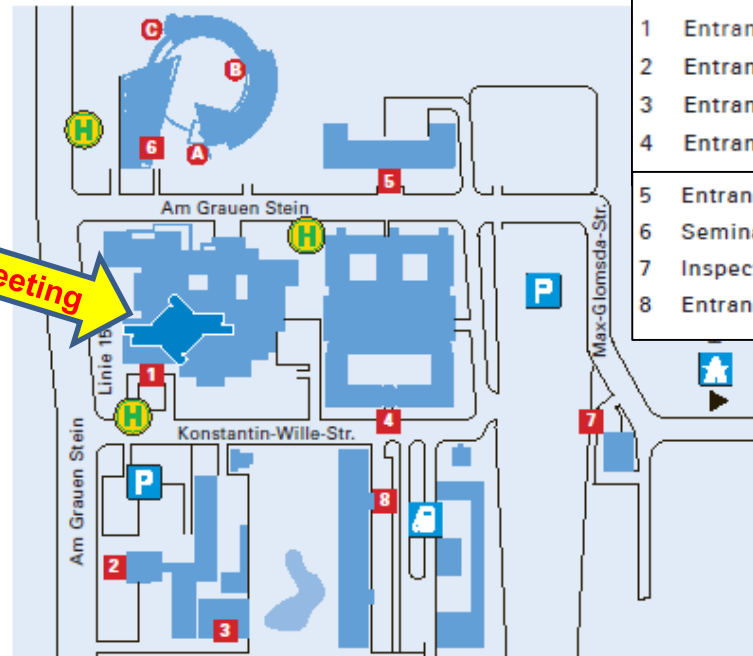 1 Entran
2 Entran
3 Entran
4 Entran
5 Entran
6 Semina
7 Inspec
8 Entran
C
B
H
6
A
5
Am Grauen Stein
H
eeting
P
Max-Glomsda-Str.
Linie 15
1
H
4
7
Konstantin-Wille-Str.
Am Grauen Stein
P
8
2
3